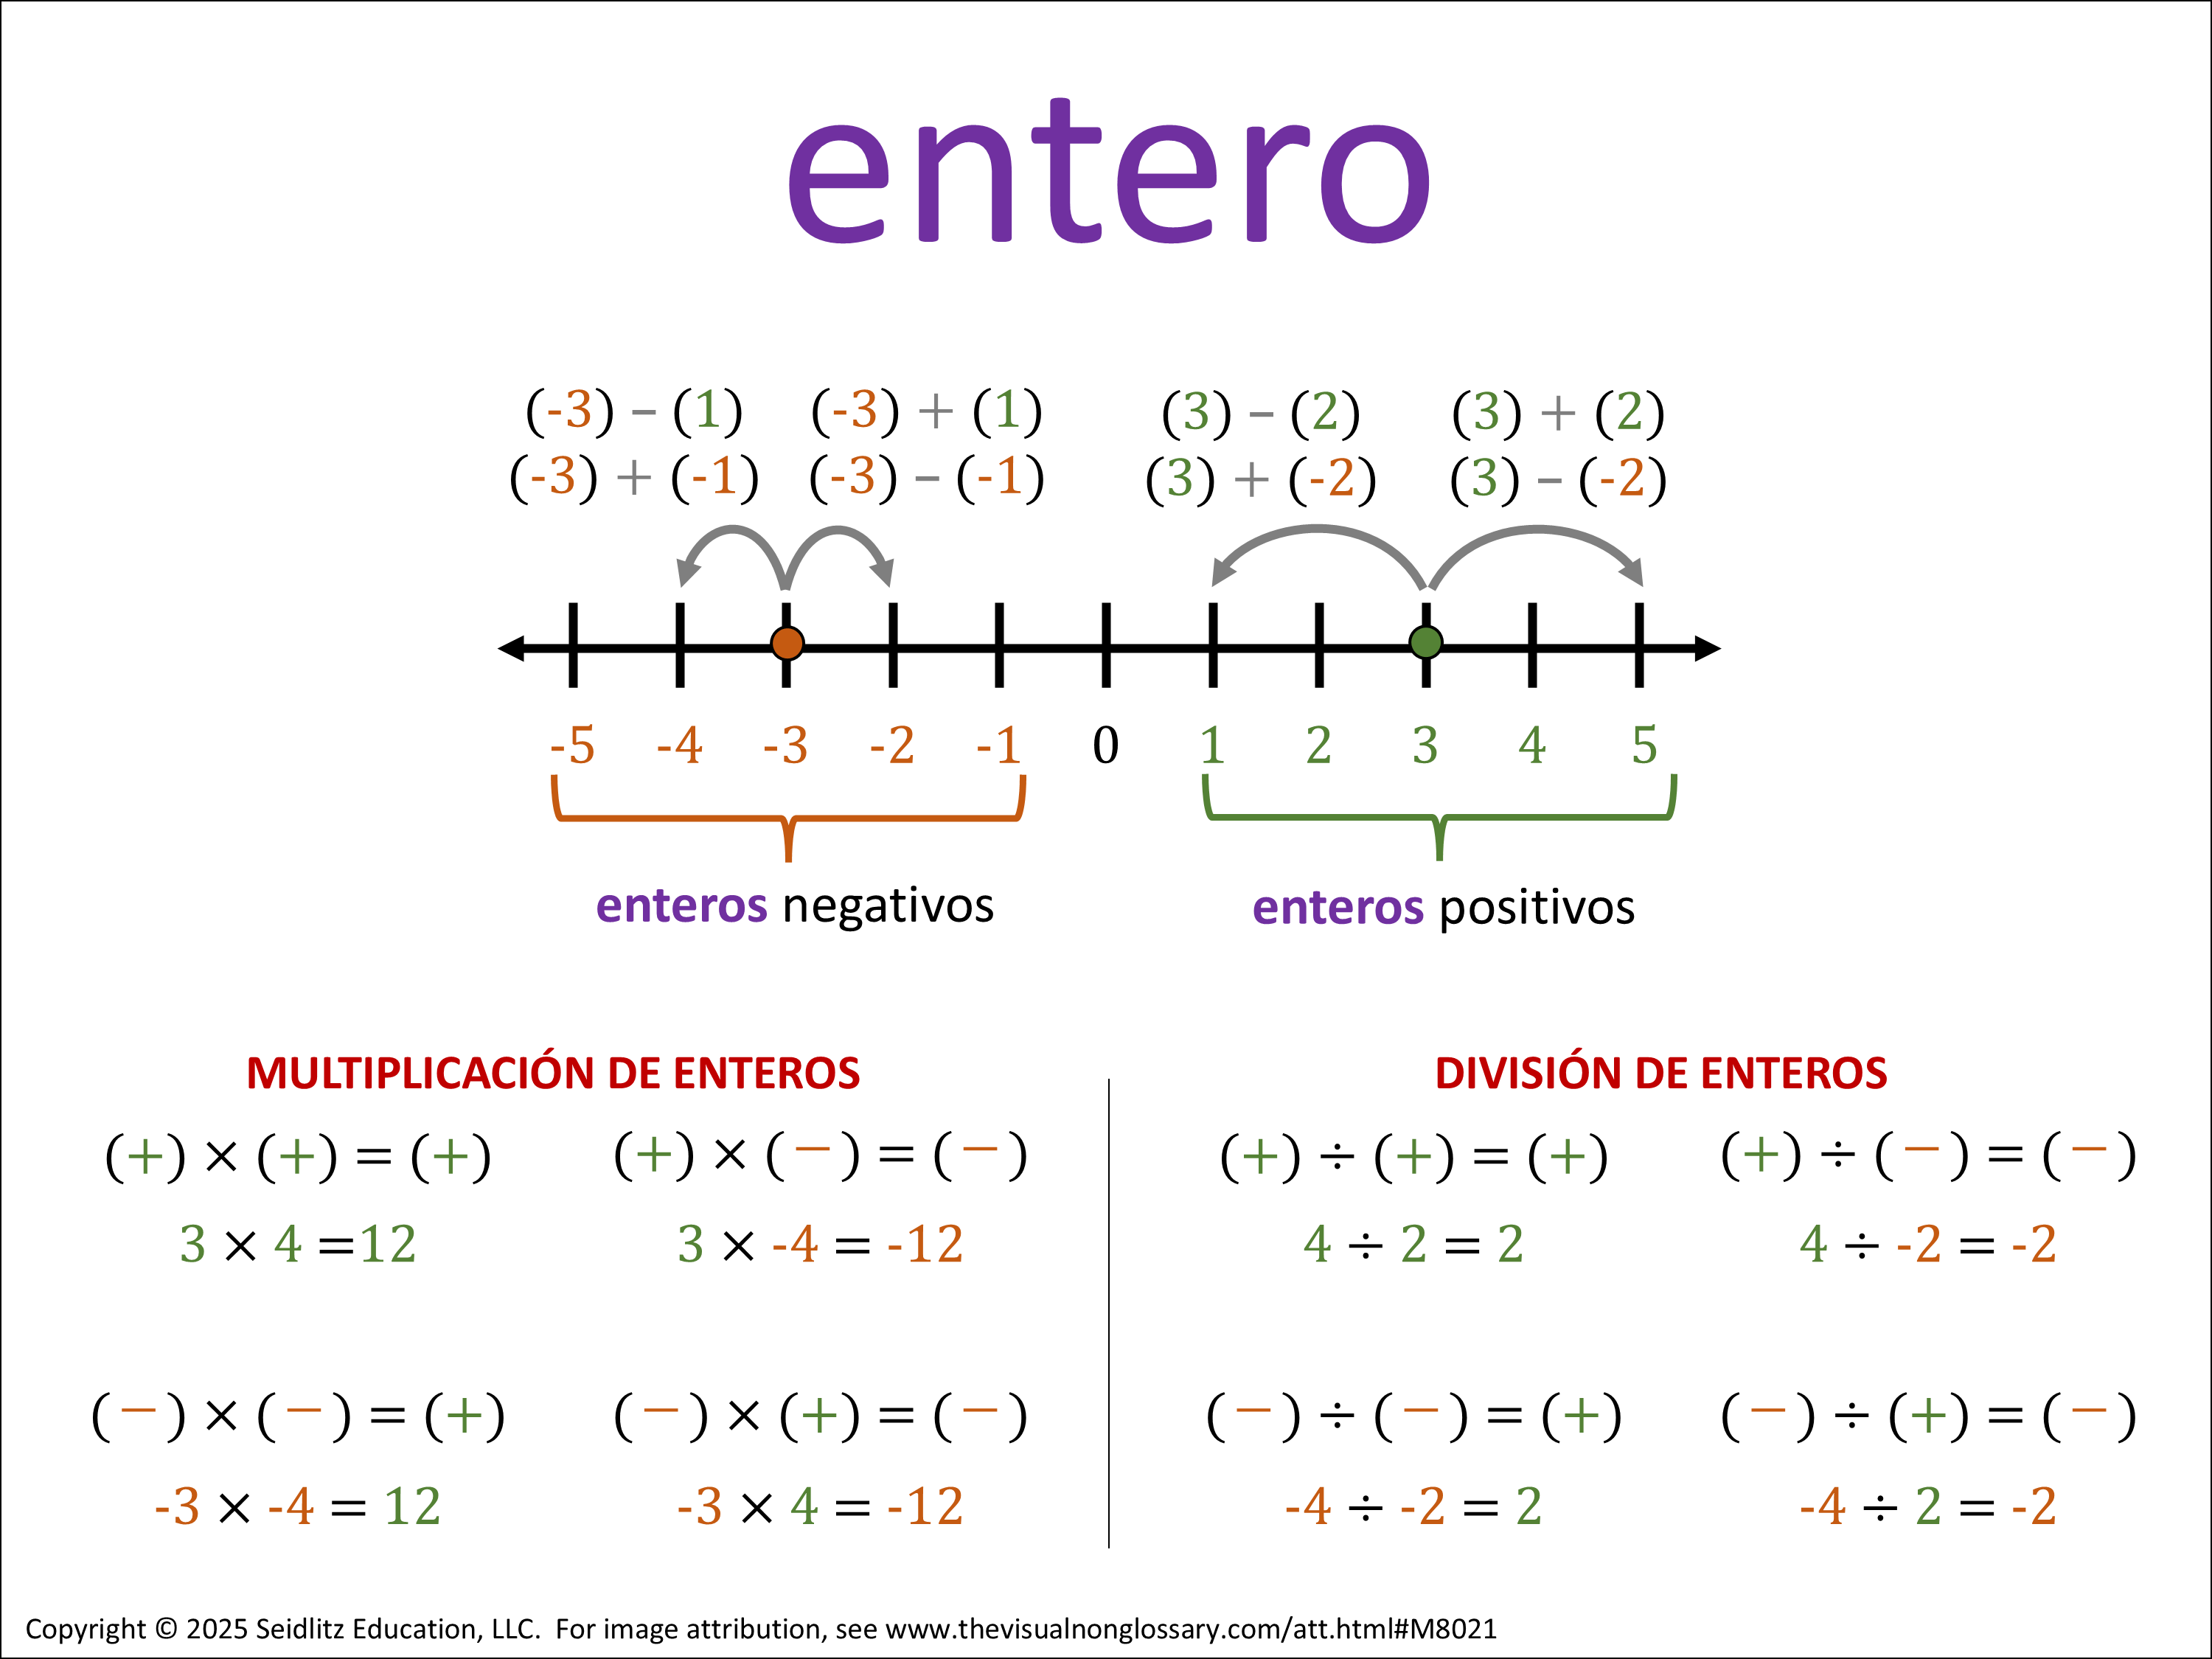 entero
(-3) – (1) (-3) + (1) (3) – (2) (3) + (2)
(-3) + (-1) (-3) – (-1) (3) + (-2) (3) – (-2)
-5 -4 -3 -2 -1 0 1 2 3 4 5
enteros negativos enteros positivos
MULTIPLICACIÓN DE ENTEROS DIVISIÓN DE ENTEROS
(+) × (+) = (+) (+) × (−) = (−) (+) ÷ (+) = (+) (+) ÷ (−) = (−)
3 × 4 =12 3 × -4 = -12 4 ÷ 2 = 2 4 ÷ -2 = -2
(−) × (−) = (+) (−) × (+) = (−) (−) ÷ (−) = (+) (−) ÷ (+) = (−)
-3 × -4 = 12 -3 × 4 = -12 -4 ÷ -2 = 2 -4 ÷ 2 = -2
Copyright © 2025 Seidlitz Education, LLC. For image attribution, see www.thevisualnonglossary.com/att.html#M8021